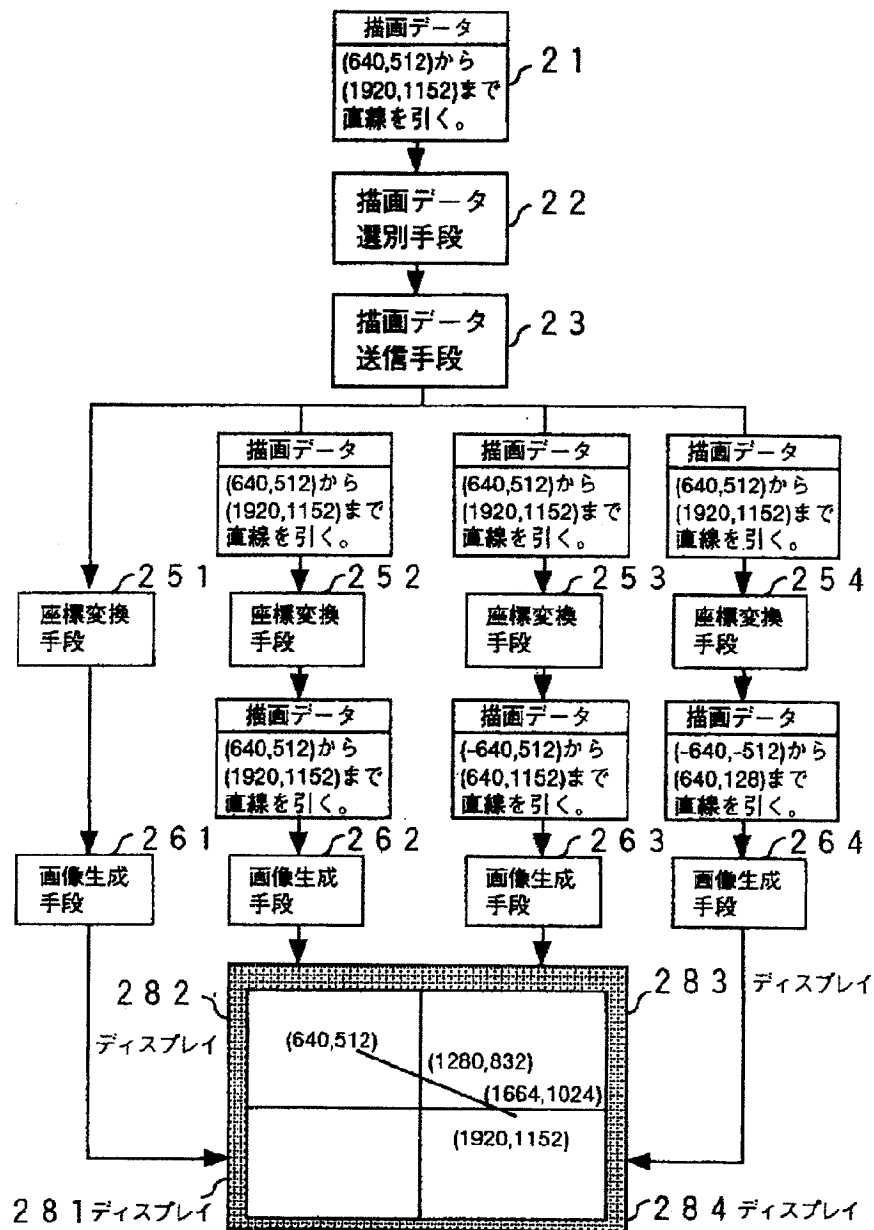 描画データ
(640,512)から
(1920,1152)まで
直線を引く。
21
描画データ
選別手段
22
描画データ
送信手段
23
描画データ
(640,512)から
(1920,1152)まで
直線を引く。
描画データ
(640,512)から
(1920,1152)まで
直線を引く。
描画データ
(640,512)から
(1920,1152)まで
直線を引く。
251
座標変換
手段
252
座標変換
手段
253
座標変換
手段
254
座標変換
手段
描画データ
(640,512)から
(1920,1152)まで
直線を引く。
描画データ
(-640,512)から
(640,1152)まで
直線を引く。
描画データ
(-640,-512)から
(640,128)まで
直線を引く。
261
画像生成
手段
262
画像生成
手段
263
画像生成
手段
264
画像生成
手段
282
ディスプレイ
283 ディスプレイ
(640,512)
(1280,832)
(1664,1024)
(1920,1152)
281ディスプレイ
284ディスプレイ